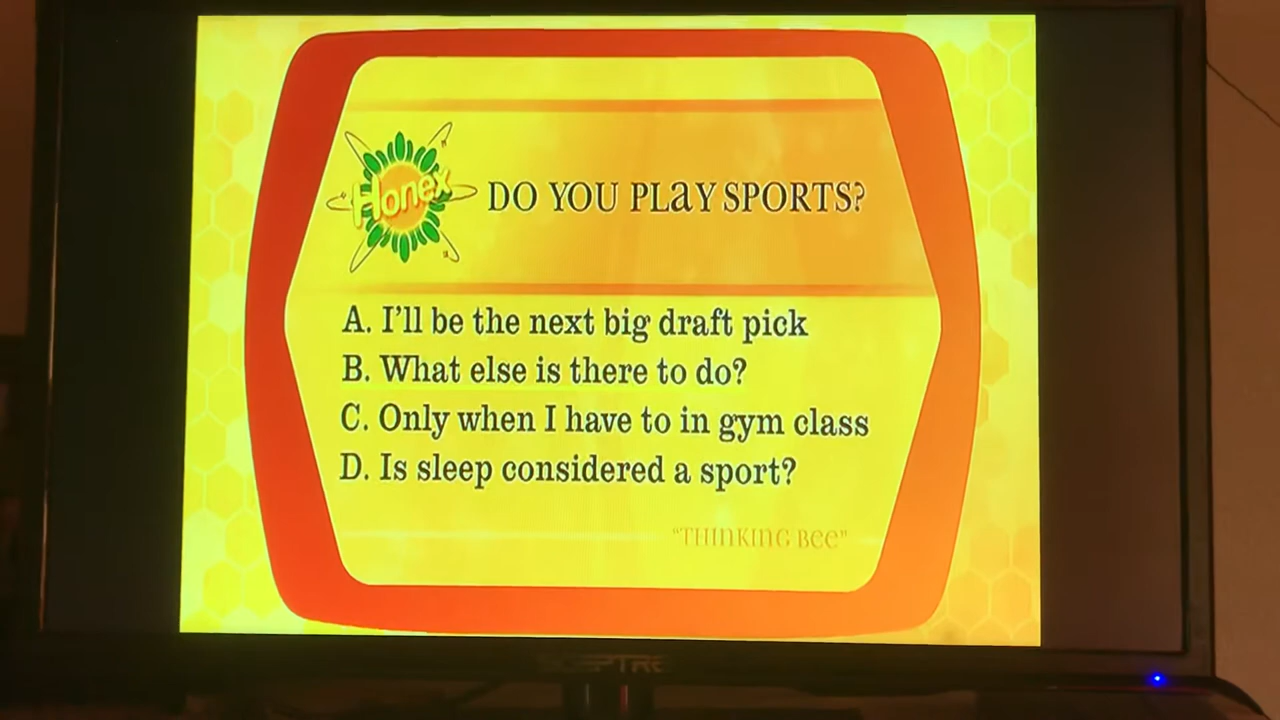 Honex
DO YOU PLaY SPORTS?
A. I'll be the next big draft pick
B. What else is there to do?
C. Only when I have to in gym class
D. Is sleep considered a sport?
"THINKING Bee"
SCEPTRE